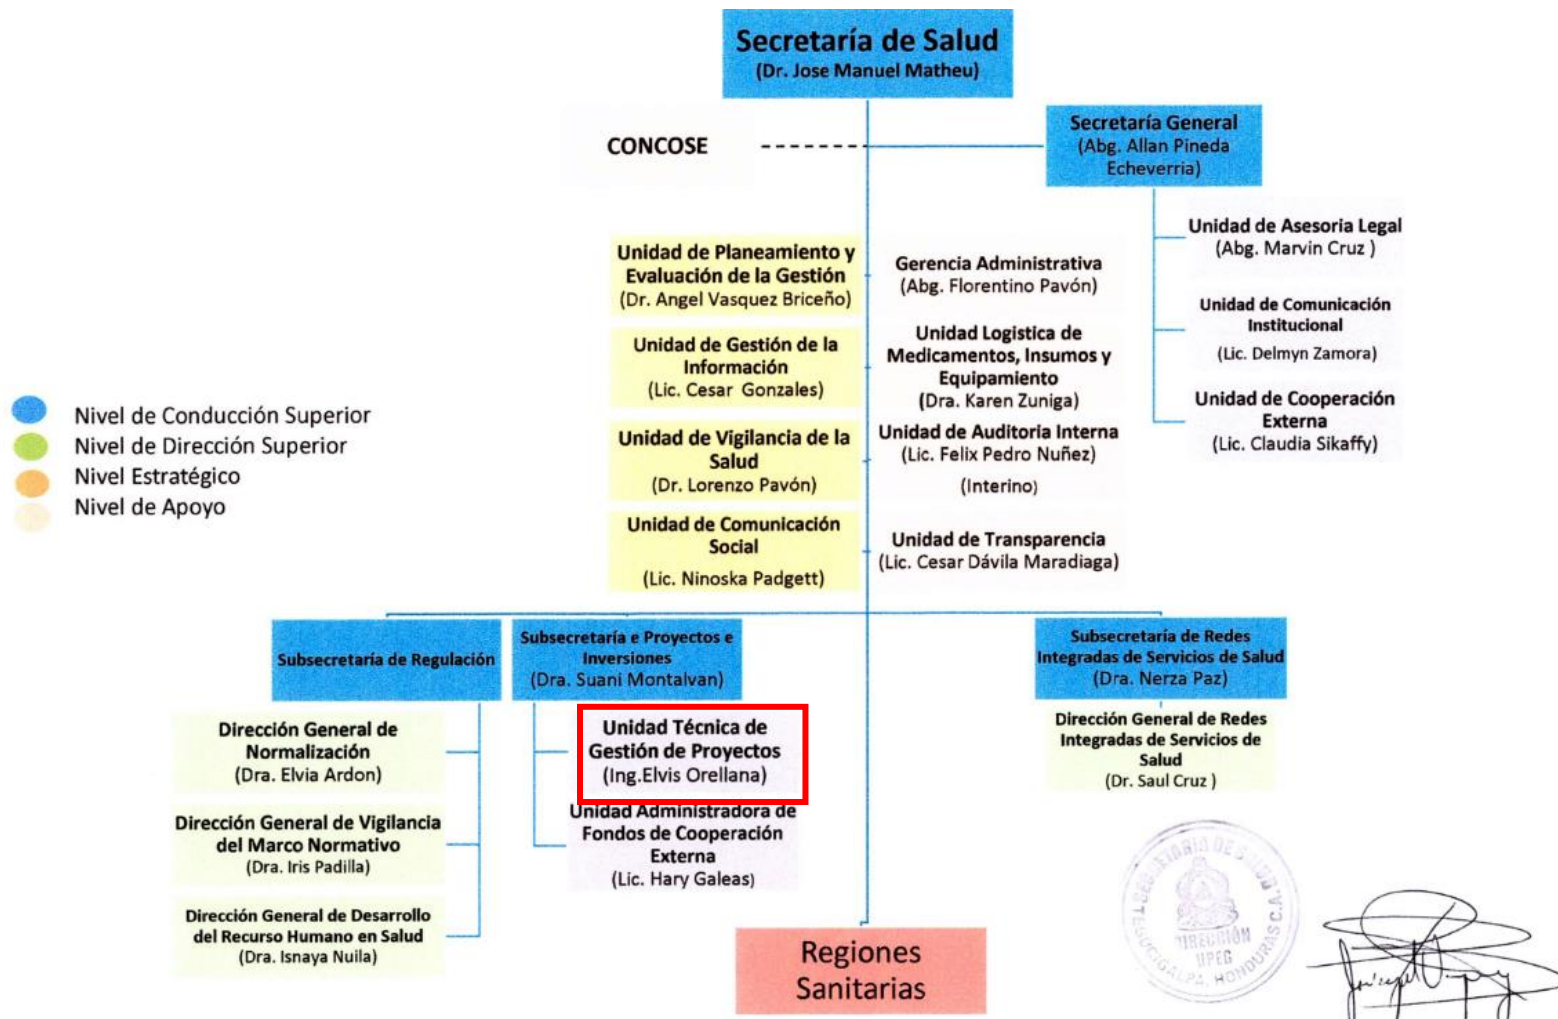 Secretaría de Salud
(Dr. Jose Manuel Matheu)
CONCOSE
Secretaría General
(Abg. Allan Pineda
Echeverria)
Unidad de Asesoria Legal
(Abg. Marvin Cruz )
Unidad de Comunicación
Institucional
(Lic. Delmyn Zamora)
Unidad de Cooperación
Externa
(Lic. Claudia Sikaffy)
Unidad de Planeamiento y
Evaluación de la Gestión
(Dr. Angel Vasquez Briceño)
Gerencia Administrativa
(Abg. Florentino Pavón)
Unidad de Gestión de la
Información
(Lic. Cesar Gonzales)
Unidad Logistica de
Medicamentos, Insumos y
Equipamiento
(Dra. Karen Zuniga)
Unidad de Vigilancia de la
Salud
(Dr. Lorenzo Pavón)
Unidad de Auditoria Interna
(Lic. Felix Pedro Nuñez)
(Interino)
Unidad de Comunicación
Social
(Lic. Ninoska Padgett)
Unidad de Transparencia
(Lic. Cesar Dávila Maradiaga)
Nivel de Conducción Superior
Nivel de Dirección Superior
Nivel Estratégico
Nivel de Apoyo
Subsecretaría de Regulación
Dirección General de
Normalización
(Dra. Elvia Ardon)
Dirección General de Vigilancia
del Marco Normativo
(Dra. Iris Padilla)
Dirección General de Desarrollo
del Recurso Humano en Salud
(Dra. Isnaya Nuila)
Subsecretaría e Proyectos e
Inversiones
(Dra. Suani Montalvan)
Unidad Técnica de
Gestión de Proyectos
(Ing.Elvis Orellana)
Unidad Administradora de
Fondos de Cooperación
Externa
(Lic. Hary Galeas)
Subsecretaría de Redes
Integradas de Servicios de Salud
(Dra. Nerza Paz)
Dirección General de Redes
Integradas de Servicios de
Salud
(Dr. Saul Cruz )
Regiones
Sanitarias
SECRETARIA DE SALUD
DIRECCIÓN
UPEG
TEGUCIGALPA, HONDURAS C.A.